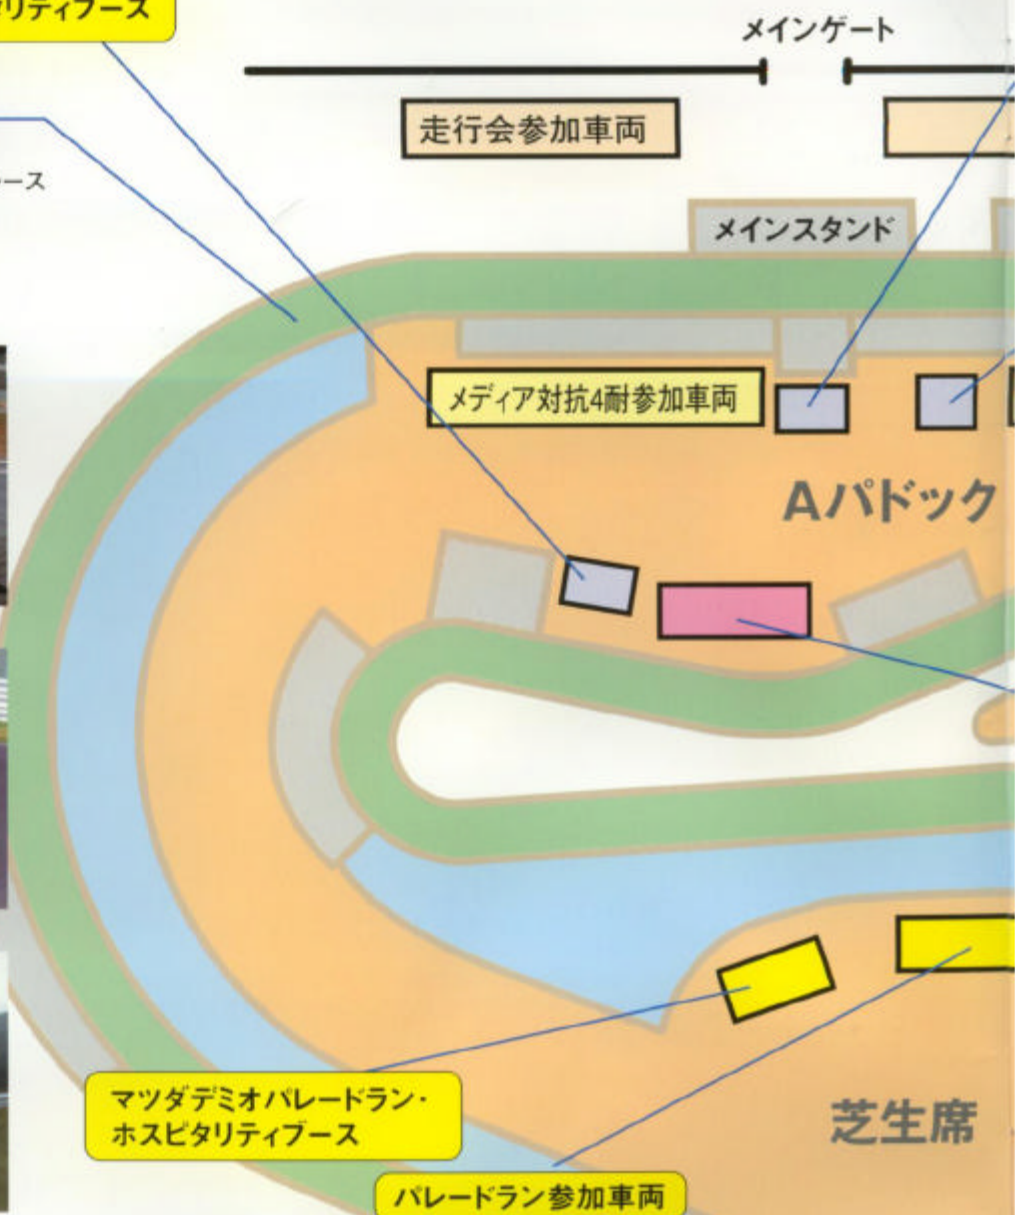 リティブース
メインゲート
走行会参加車両
ース
メインスタンド
メディア対抗4耐参加車両
Aパドック
マツダデミオパレードラン・
ホスピタリティブース
芝生席
パレードラン参加車両